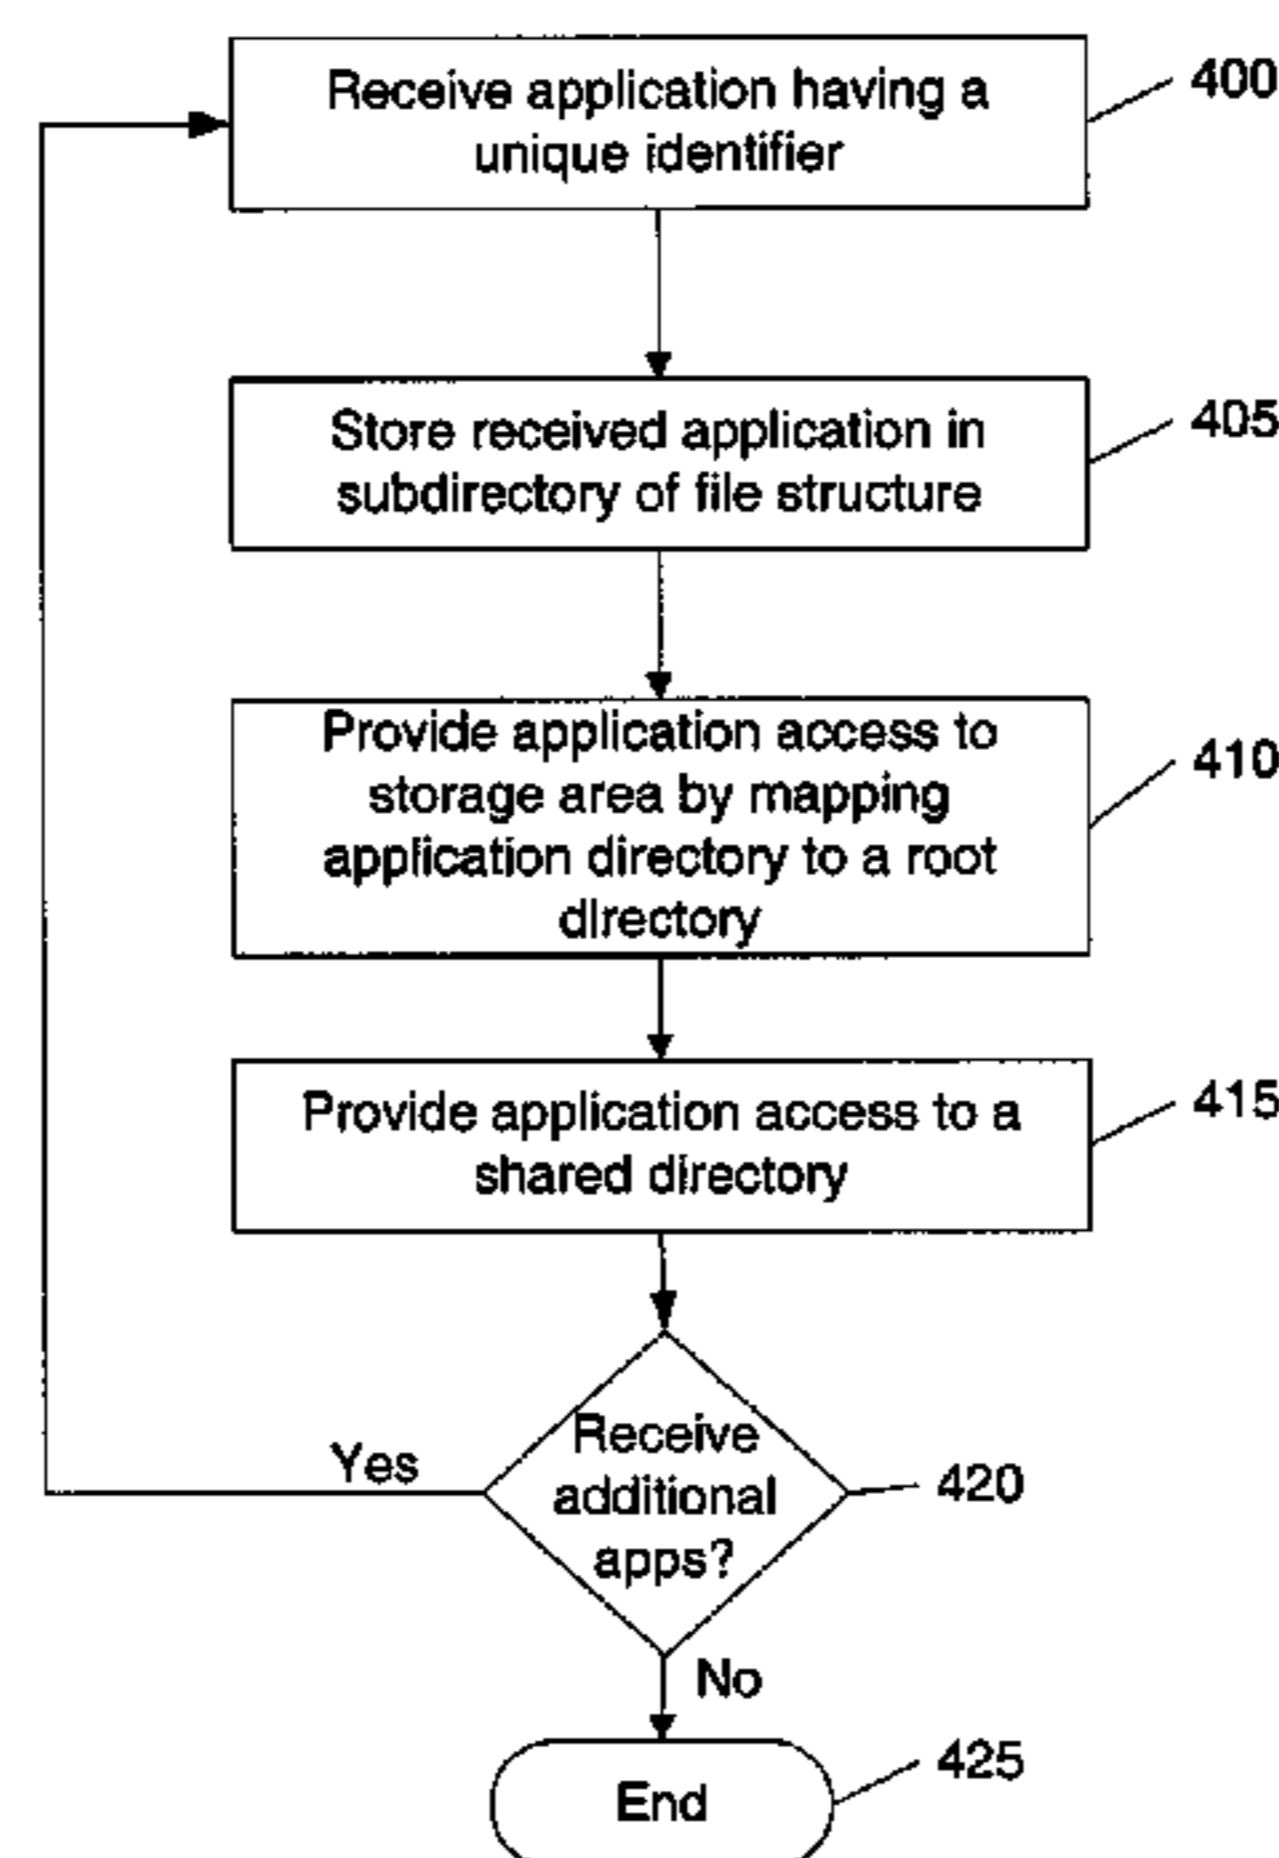 Receive application having a
unique identifier
400
Store received application in
subdirectory of file structure
405
Provide application access to
storage area by mapping
application directory to a root
directory
410
Provide application access to a
shared directory
415
Receive
additional
apps?
420
Yes
No
End
425